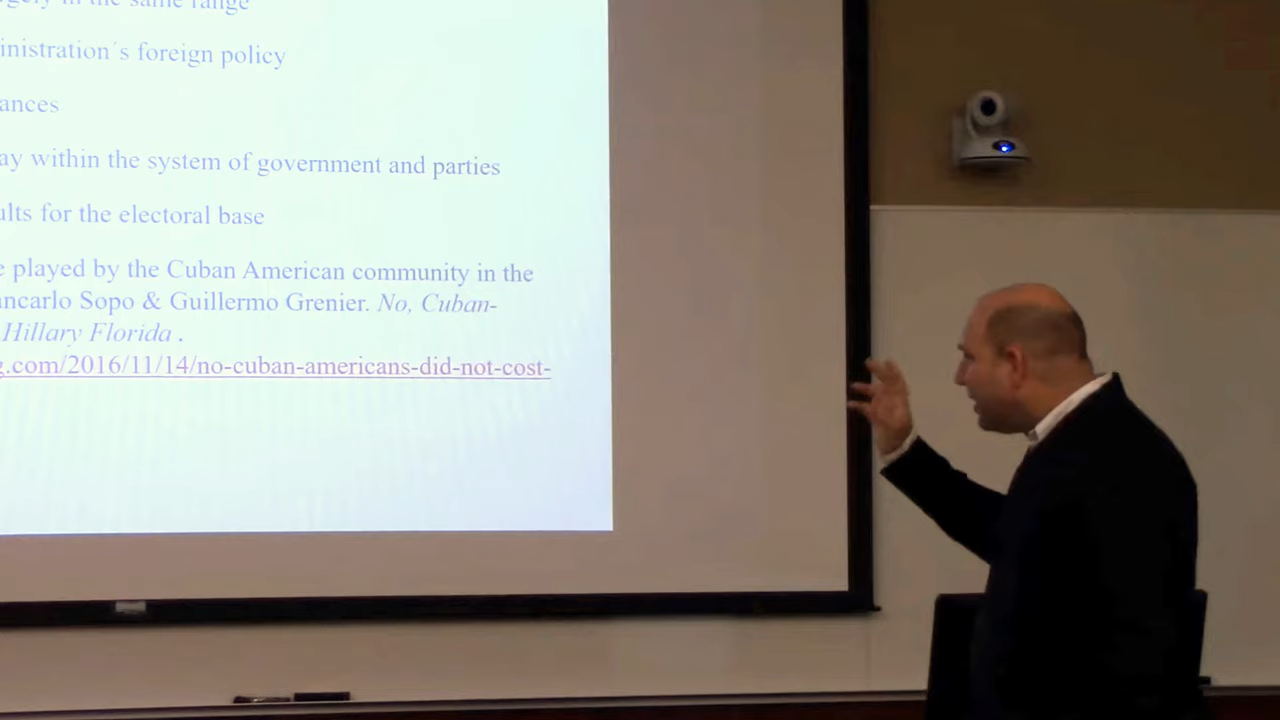 in the same range
inistration´s foreign policy
ances
ay within the system of government and parties
ults for the electoral base
e played by the Cuban American community in the
ancarlo Sopo & Guillermo Grenier. No, Cuban-
Hillary Florida .
g.com/2016/11/14/no-cuban-americans-did-not-cost-